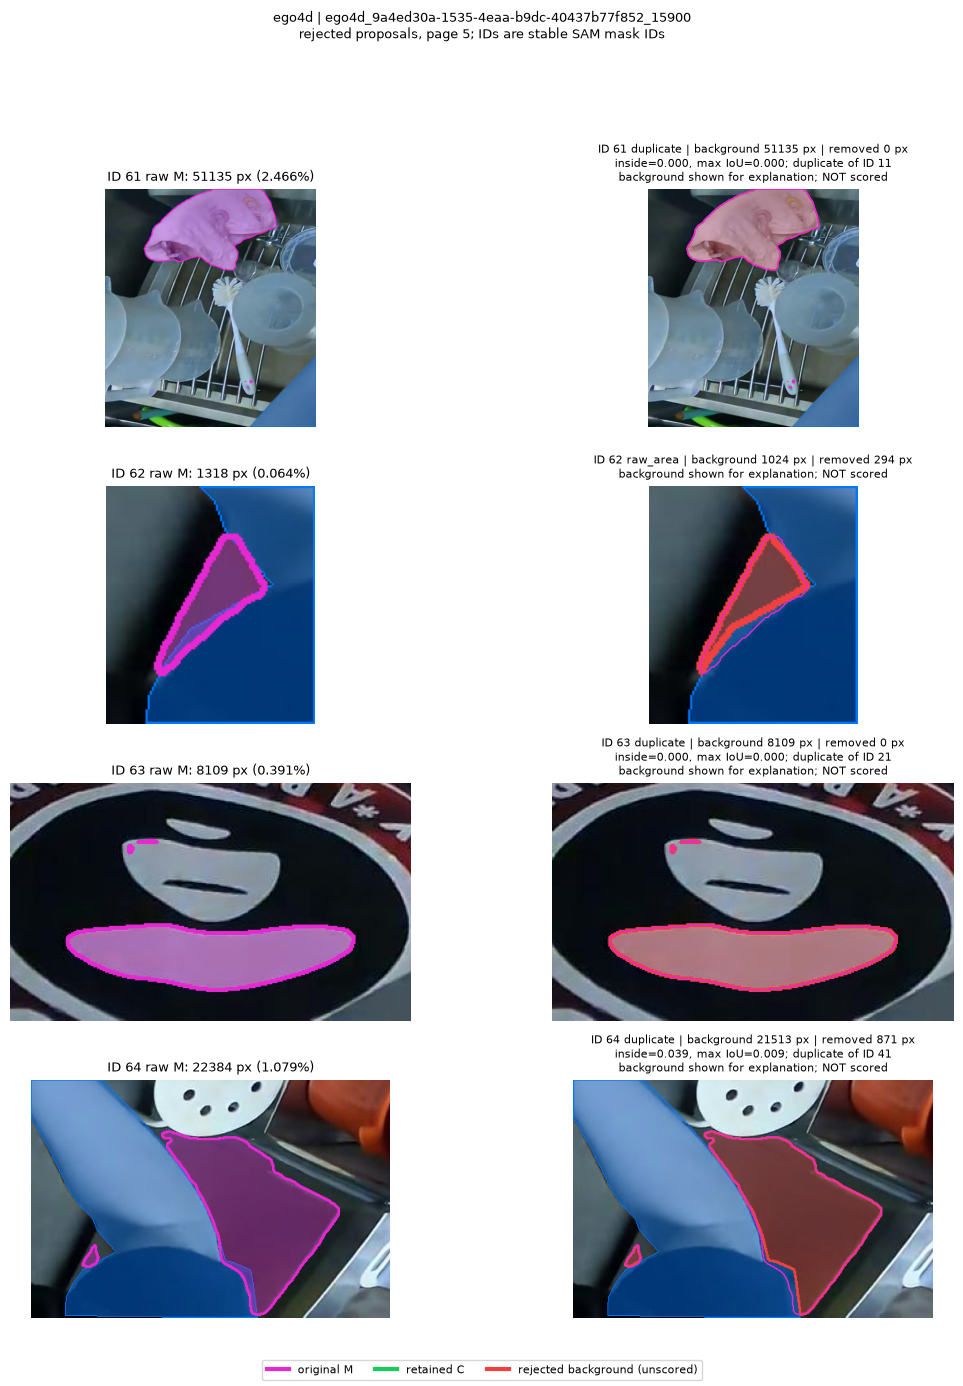 ego4d | ego4d_9a4ed30a-1535-4eaa-b9dc-40437b77f852_15900
rejected proposals, page 5; IDs are stable SAM mask IDs
ID 61 raw M: 51135 px (2.466%)
ID 61 duplicate | background 51135 px | removed 0 px
inside=0.000, max IoU=0.000; duplicate of ID 11
background shown for explanation; NOT scored
ID 62 raw M: 1318 px (0.064%)
ID 62 raw_area | background 1024 px | removed 294 px
background shown for explanation; NOT scored
ID 63 raw M: 8109 px (0.391%)
ID 63 duplicate | background 8109 px | removed 0 px
inside=0.000, max IoU=0.000; duplicate of ID 21
background shown for explanation; NOT scored
ID 64 raw M: 22384 px (1.079%)
ID 64 duplicate | background 21513 px | removed 871 px
inside=0.039, max IoU=0.009; duplicate of ID 41
background shown for explanation; NOT scored
original M
retained C
rejected background (unscored)